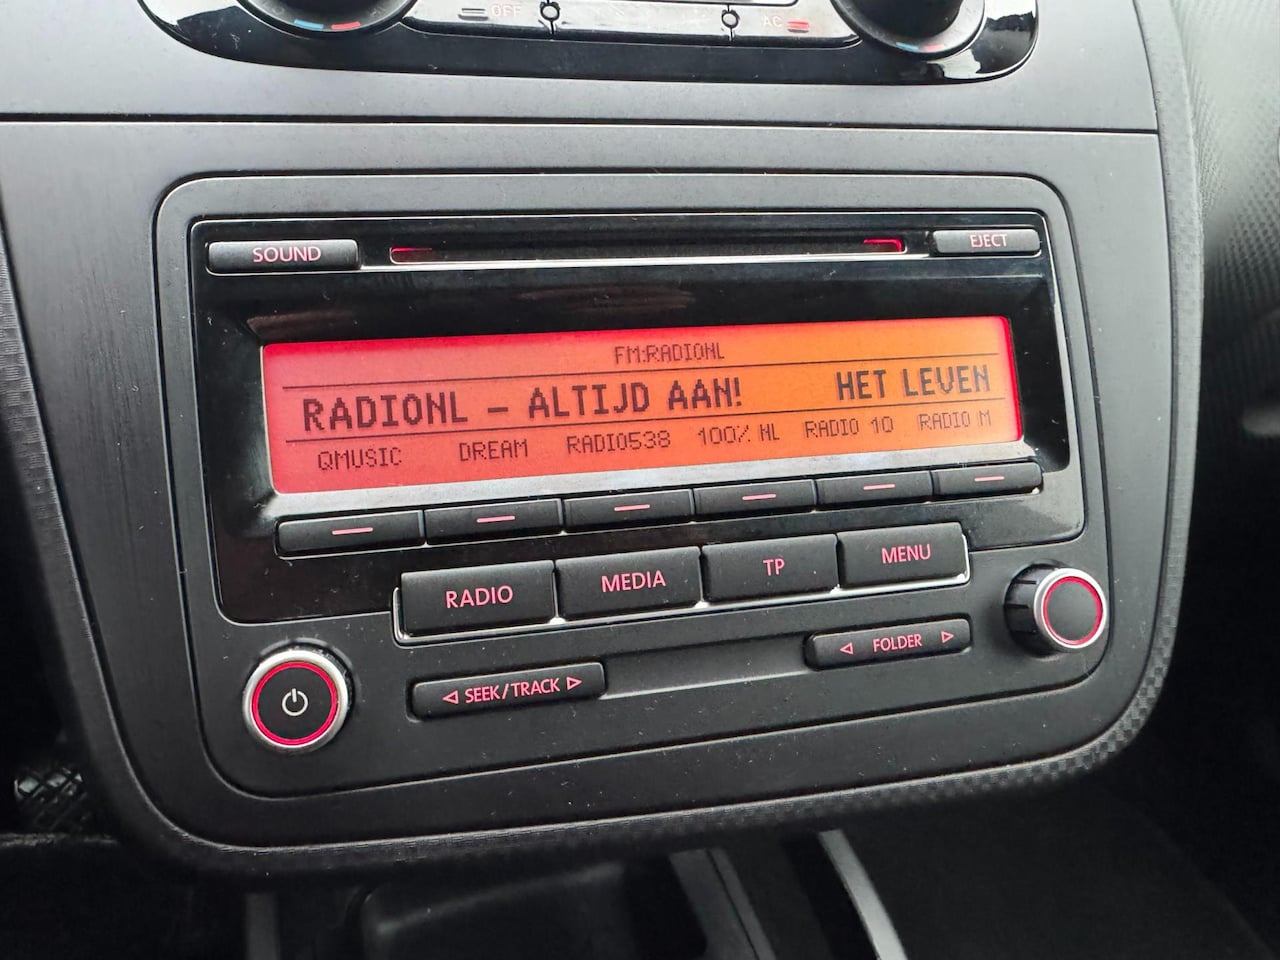 OFF AC
SOUND EJECT
FM:RADIONL
RADIONL – ALTIJD AAN! HET LEVEN
QMUSIC DREAM RADIO538 100% NL RADIO 10 RADIO M
RADIO MEDIA TP MENU
SEEK/TRACK FOLDER